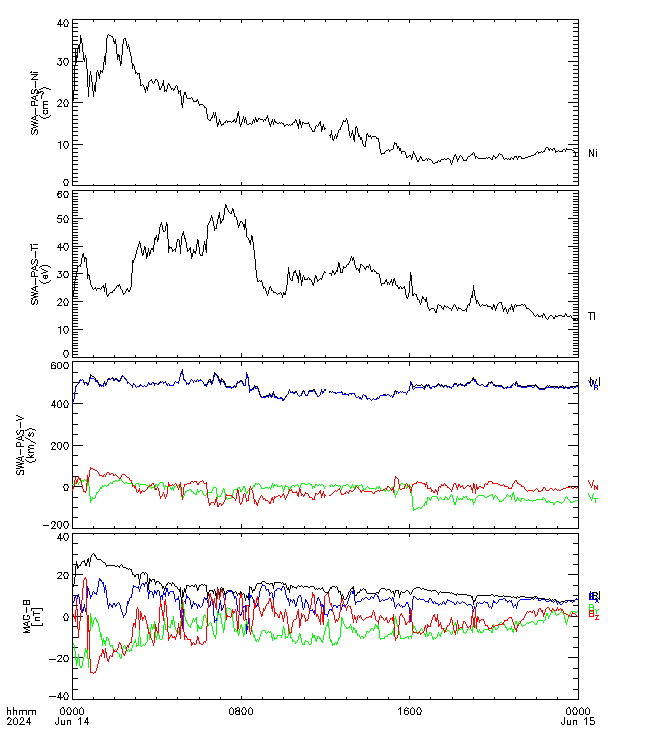 40
30
20
10
0
SWA-PAS-Ni
(cm⁻³)
Ni
60
50
40
30
20
10
0
SWA-PAS-Ti
(eV)
Ti
600
400
200
0
-200
SWA-PAS-V
(km/s)
V_N
V_T
40
20
0
-20
-40
MAG-B
[nT]
|B|
Z
hhmm
2024
0000
Jun 14
0800
1600
0000
Jun 15